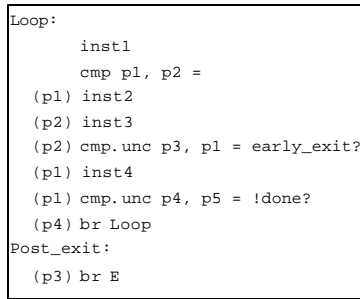 Loop:
inst1
cmp p1, p2 =
(p1) inst2
(p2) inst3
(p2) cmp.unc p3, p1 = early_exit?
(p1) inst4
(p1) cmp.unc p4, p5 = !done?
(p4) br Loop
Post_exit:
(p3) br E